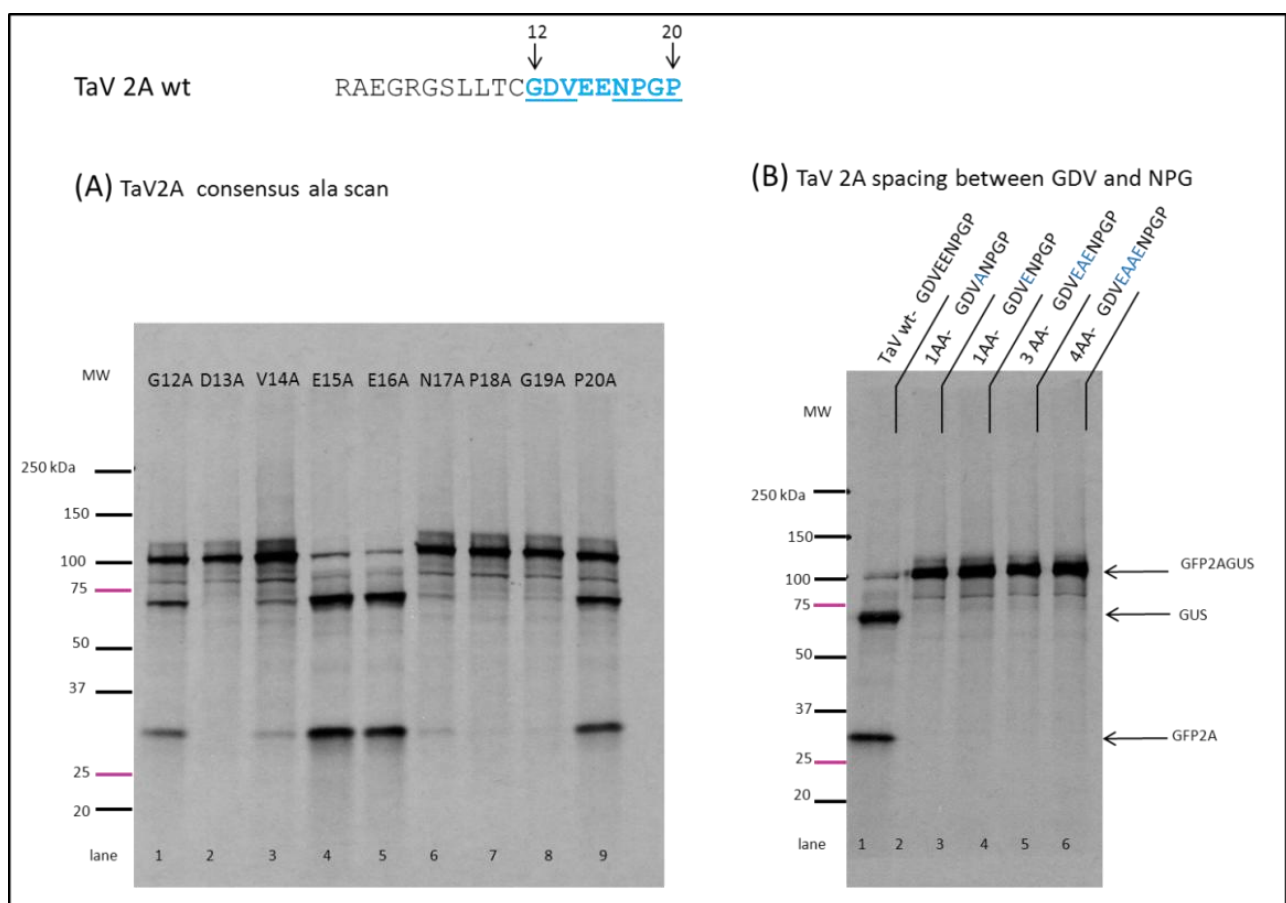 12 20
TaV 2A wt RAEGRGSLLTCGDVEENPGP
(A) TaV2A consensus ala scan
MW G12A D13A V14A E15A E16A N17A P18A G19A P20A
250 kDa
150
100
75
50
37
25
20
lane 1 2 3 4 5 6 7 8 9
(B) TaV 2A spacing between GDV and NPG
TaV wt- GDVEENPGP
1AA- GDVANPGP
1AA- GDVENPGP
3 AA- GDVEAENPGP
4AA- GDVEAAENPGP
MW
250 kDa
150
100 GFP2AGUS
75 GUS
50
37
GFP2A
25
20
lane 1 2 3 4 5 6